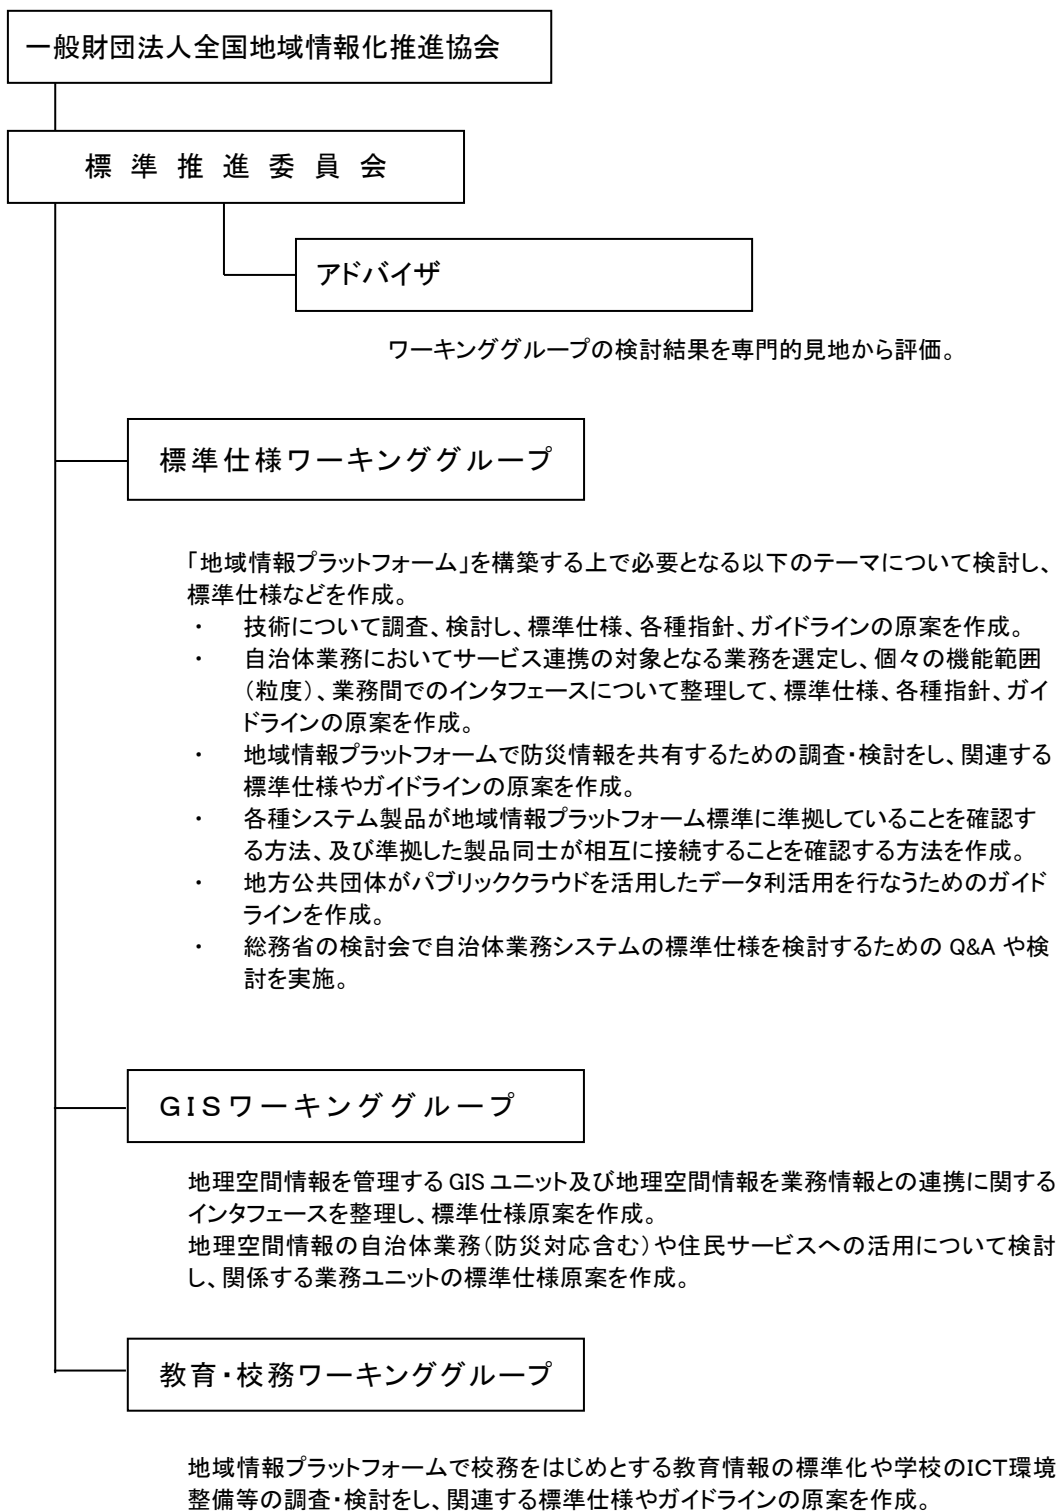 一般財団法人全国地域情報化推進協会
標準推進委員会
アドバイザ
ワーキンググループの検討結果を専門的見地から評価。
標準仕様ワーキンググループ
「地域情報プラットフォーム」を構築する上で必要となる以下のテーマについて検討し、
標準仕様などを作成。
・ 技術について調査、検討し、標準仕様、各種指針、ガイドラインの原案を作成。
・ 自治体業務においてサービス連携の対象となる業務を選定し、個々の機能範囲
（粒度）、業務間でのインタフェースについて整理して、標準仕様、各種指針、ガイ
ドラインの原案を作成。
・ 地域情報プラットフォームで防災情報を共有するための調査・検討をし、関連する
標準仕様やガイドラインの原案を作成。
・ 各種システム製品が地域情報プラットフォーム標準に準拠していることを確認す
る方法、及び準拠した製品同士が相互に接続することを確認する方法を作成。
・ 地方公共団体がパブリッククラウドを活用したデータ利活用を行なうためのガイド
ラインを作成。
・ 総務省の検討会で自治体業務システムの標準仕様を検討するための Q&A や検
討を実施。
GISワーキンググループ
地理空間情報を管理する GIS ユニット及び地理空間情報を業務情報との連携に関する
インタフェースを整理し、標準仕様原案を作成。
地理空間情報の自治体業務（防災対応含む）や住民サービスへの活用について検討
し、関係する業務ユニットの標準仕様原案を作成。
教育・校務ワーキンググループ
地域情報プラットフォームで校務をはじめとする教育情報の標準化や学校のICT環境
整備等の調査・検討をし、関連する標準仕様やガイドラインの原案を作成。